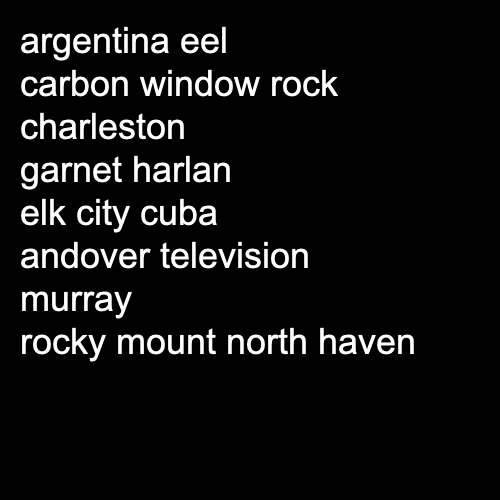 argentina eel
carbon window rock
charleston
garnet harlan
elk city cuba
andover television
murray
rocky mount north haven